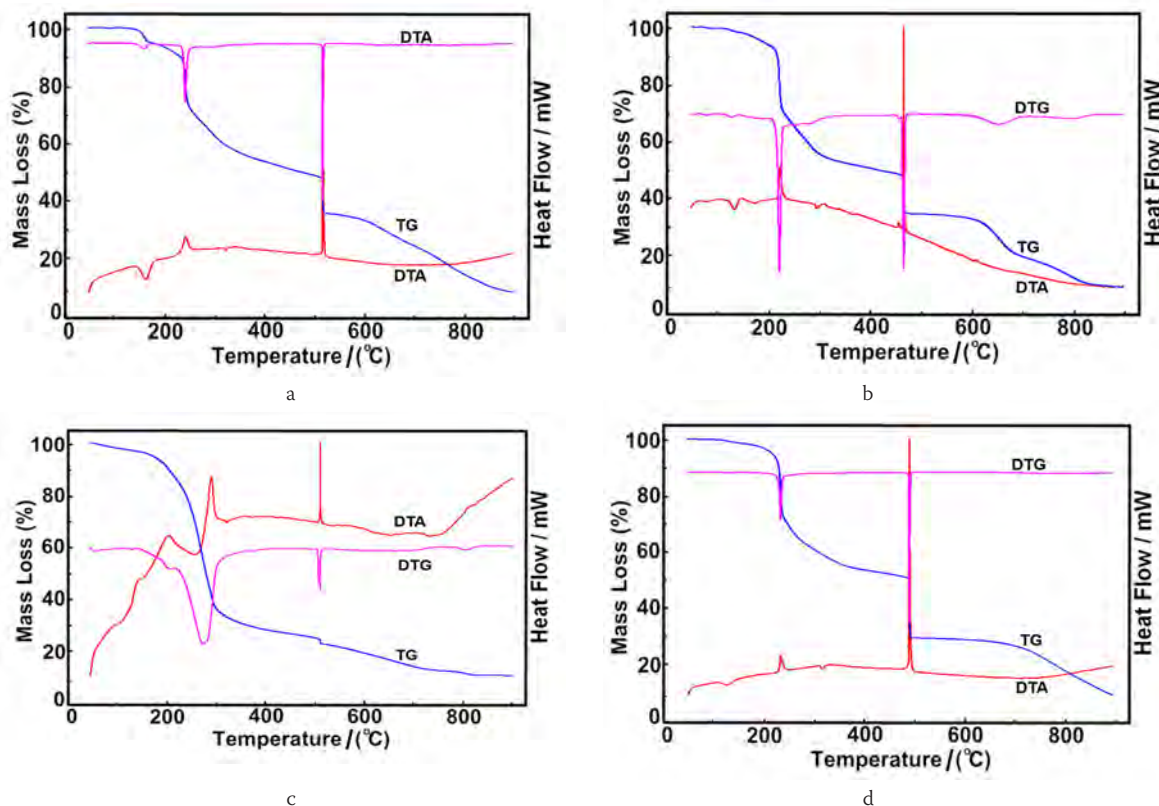 Mass Loss (%)
100
80
60
40
20
0
DTA
TG
DTA
0 200 400 600 800
Temperature /(°C)
Heat Flow / mW
a
Mass Loss (%)
100
80
60
40
20
0
DTG
TG
DTA
0 200 400 600 800
Temperature /(°C)
Heat Flow / mW
b
Mass Loss (%)
100
80
60
40
20
0
DTA
DTG
TG
0 200 400 600 800
Temperature /(°C)
Heat Flow / mW
c
Mass Loss (%)
100
80
60
40
20
0
DTG
TG
DTA
0 200 400 600 800
Temperature /(°C)
Heat Flow / mW
d